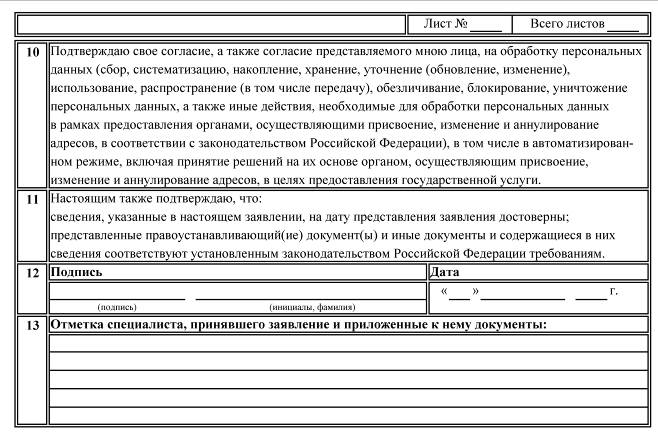 Лист № ____ Всего листов ____
10 Подтверждаю свое согласие, а также согласие представляемого мною лица, на обработку персональных
данных (сбор, систематизацию, накопление, хранение, уточнение (обновление, изменение),
использование, распространение (в том числе передачу), обезличивание, блокирование, уничтожение
персональных данных, а также иные действия, необходимые для обработки персональных данных
в рамках предоставления органами, осуществляющими присвоение, изменение и аннулирование
адресов, в соответствии с законодательством Российской Федерации), в том числе в автоматизирован-
ном режиме, включая принятие решений на их основе органом, осуществляющим присвоение,
изменение и аннулирование адресов, в целях предоставления государственной услуги.
11 Настоящим также подтверждаю, что:
сведения, указанные в настоящем заявлении, на дату представления заявления достоверны;
представленные правоустанавливающий(ие) документ(ы) и иные документы и содержащиеся в них
сведения соответствуют установленным законодательством Российской Федерации требованиям.
12 Подпись Дата
« ___ » ____________ ____ г.
(подпись) (инициалы, фамилия)
13 Отметка специалиста, принявшего заявление и приложенные к нему документы: